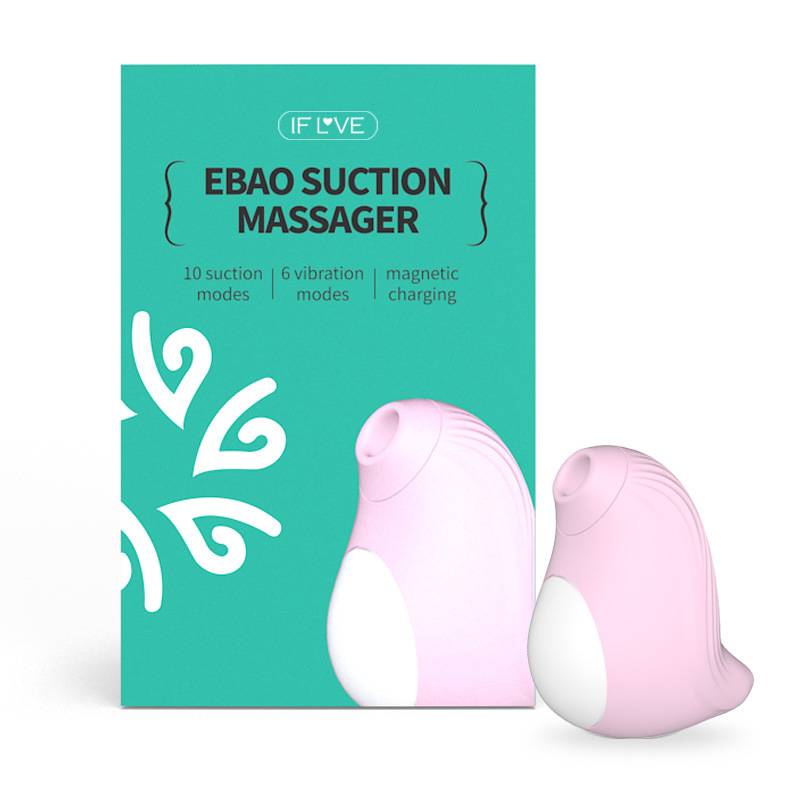 IF LOVE
EBAO SUCTION
MASSAGER
10 suction
modes
6 vibration
modes
magnetic
charging